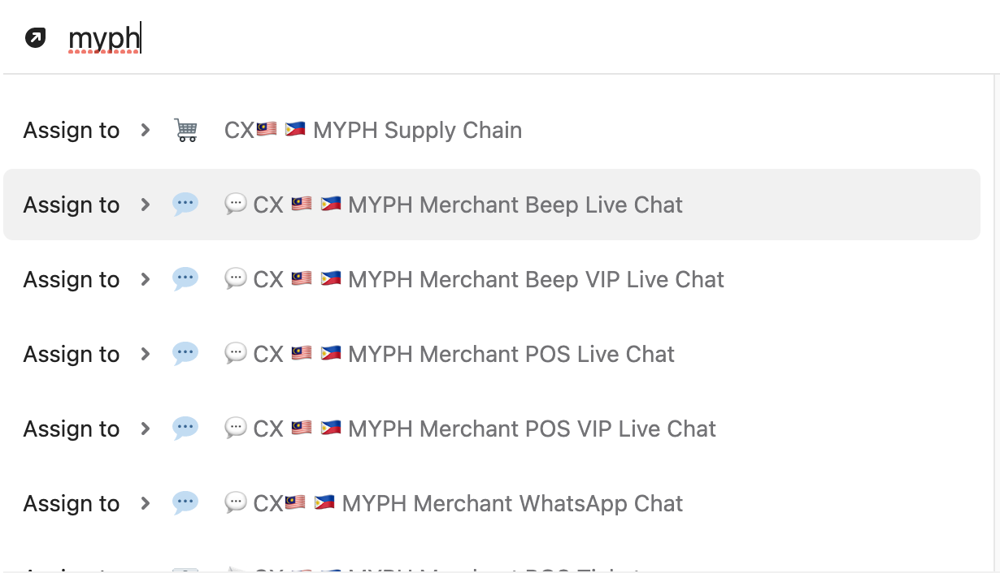 myph
Assign to > 🛒 CX🇲🇾 🇵🇭 MYPH Supply Chain
Assign to > 💬 💬 CX 🇲🇾 🇵🇭 MYPH Merchant Beep Live Chat
Assign to > 💬 💬 CX 🇲🇾 🇵🇭 MYPH Merchant Beep VIP Live Chat
Assign to > 💬 💬 CX 🇲🇾 🇵🇭 MYPH Merchant POS Live Chat
Assign to > 💬 💬 CX 🇲🇾 🇵🇭 MYPH Merchant POS VIP Live Chat
Assign to > 💬 💬 CX🇲🇾 🇵🇭 MYPH Merchant WhatsApp Chat